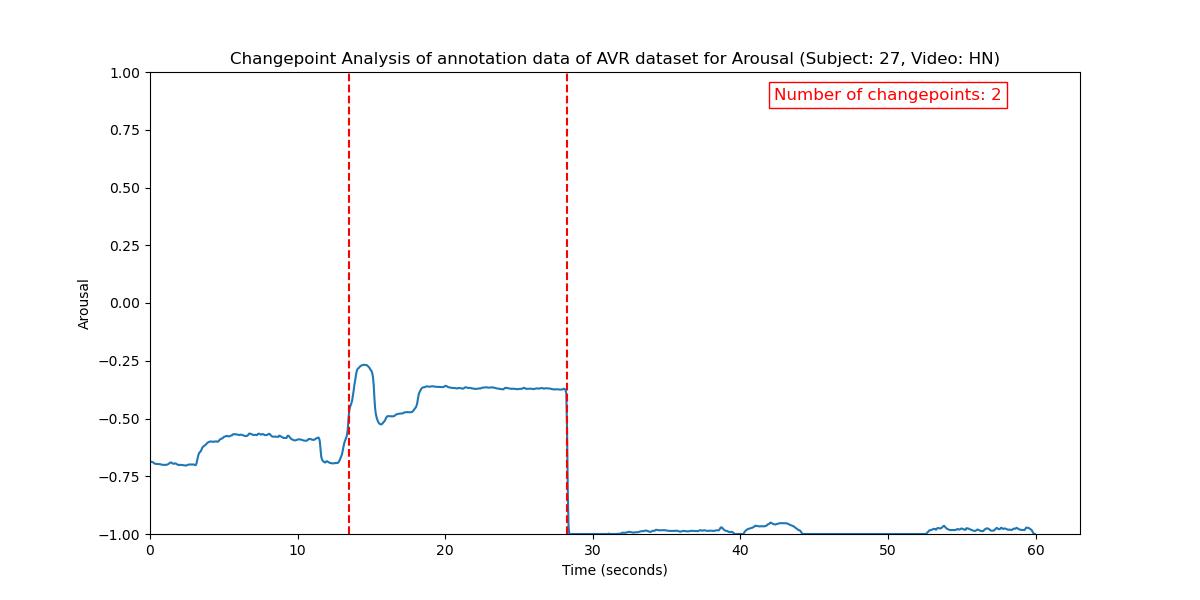 Changepoint Analysis of annotation data of AVR dataset for Arousal (Subject: 27, Video: HN)
Number of changepoints: 2
1.00
0.75
0.50
0.25
0.00
−0.25
−0.50
−0.75
−1.00
Arousal
0 10 20 30 40 50 60
Time (seconds)